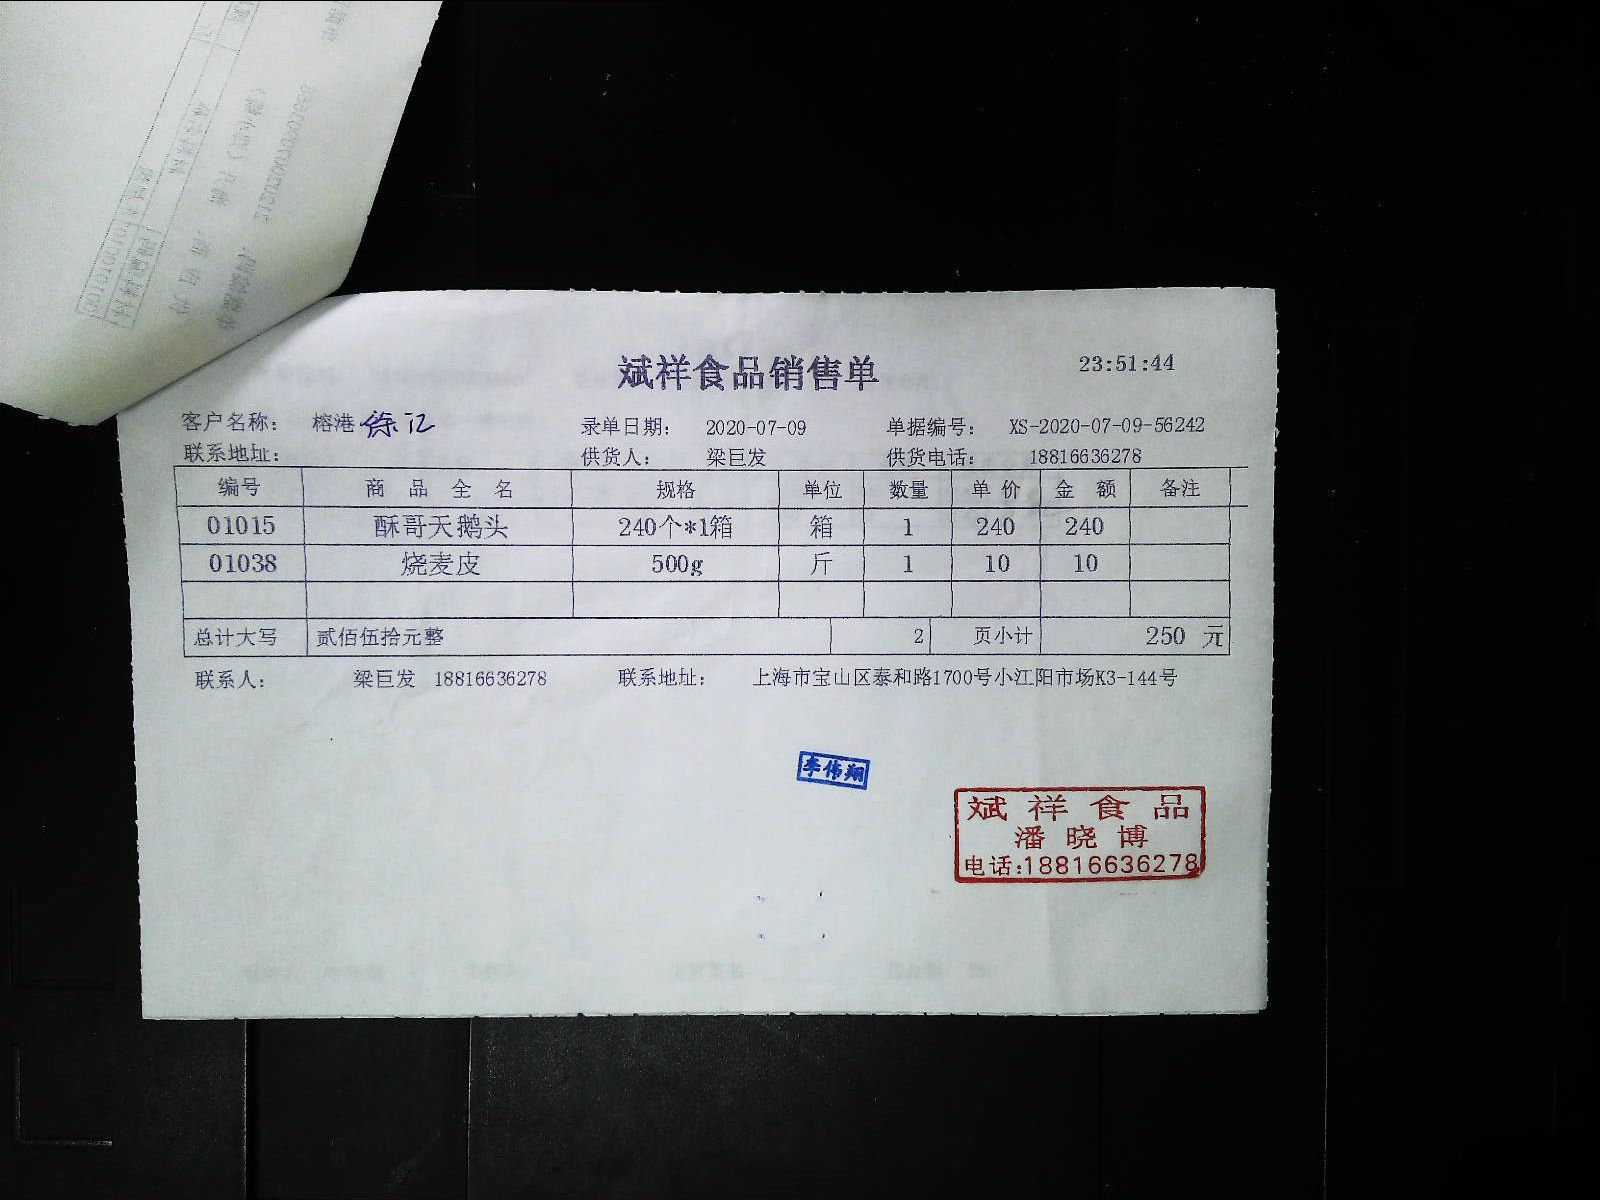 斌祥食品销售单 23:51:44
客户名称： 榕港 徐记 录单日期： 2020-07-09 单据编号： XS-2020-07-09-56242
联系地址： 供货人： 梁巨发 供货电话： 18816636278
编号 商品全名 规格 单位 数量 单价 金额 备注
01015 酥哥天鹅头 240个*1箱 箱 1 240 240
01038 烧麦皮 500g 斤 1 10 10
总计大写 贰佰伍拾元整 2 页小计 250 元
联系人： 梁巨发 18816636278 联系地址： 上海市宝山区泰和路1700号小江阳市场K3-144号
李伟翔
斌祥食品
潘晓博
电话:18816636278